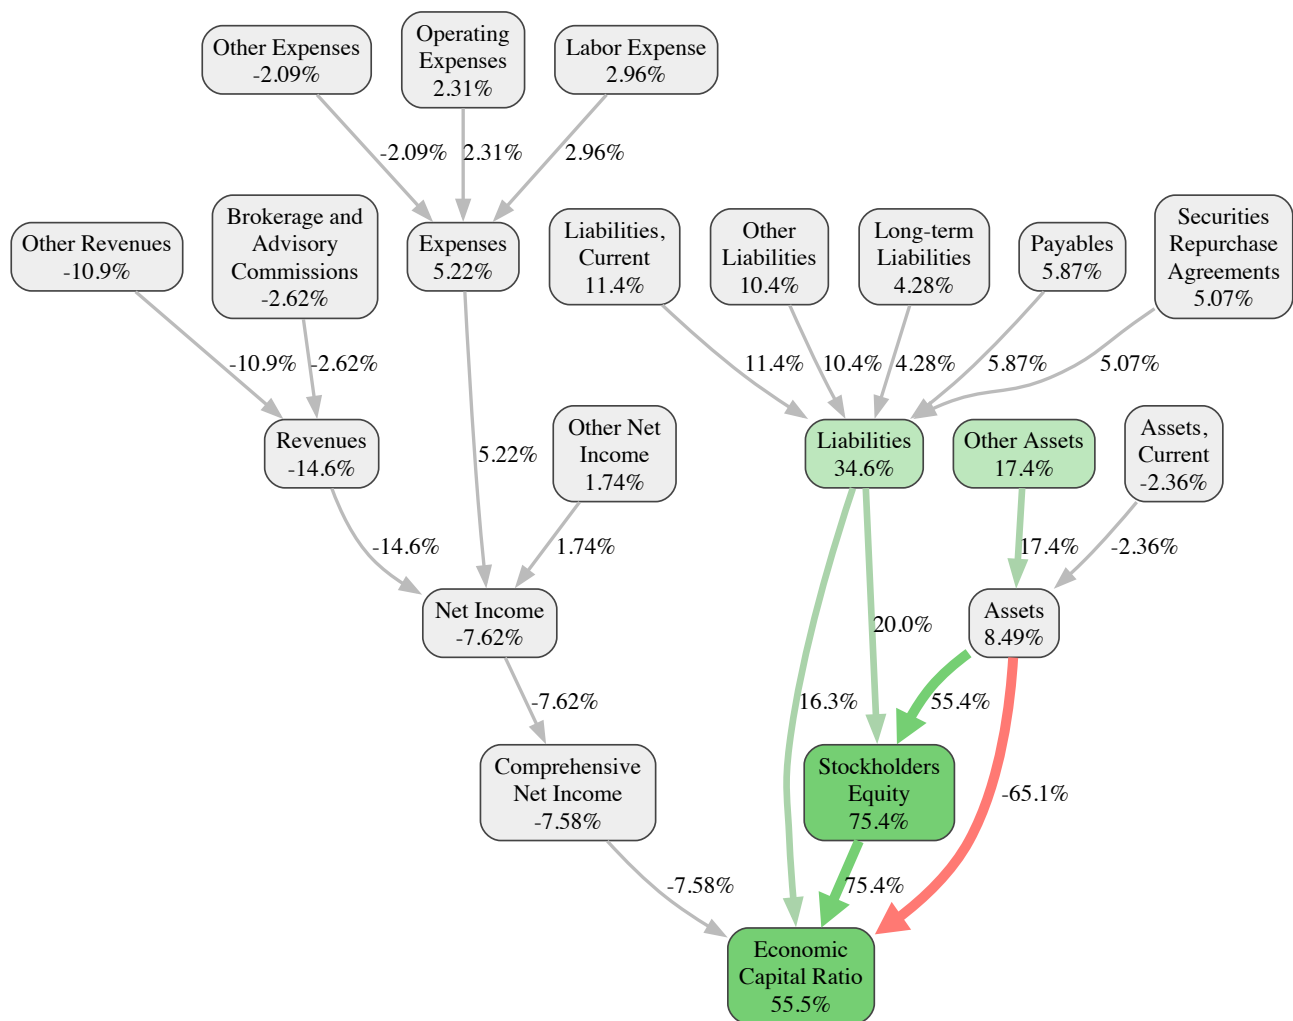 Other Expenses
-2.09%
Operating
Expenses
2.31%
Labor Expense
2.96%
-2.09%
2.31%
2.96%
Other Revenues
-10.9%
Brokerage and
Advisory
Commissions
-2.62%
Expenses
5.22%
Liabilities,
Current
11.4%
Other
Liabilities
10.4%
Long-term
Liabilities
4.28%
Payables
5.87%
Securities
Repurchase
Agreements
5.07%
-10.9%
-2.62%
11.4%
10.4%
4.28%
5.87%
5.07%
Revenues
-14.6%
5.22%
Other Net
Income
1.74%
Liabilities
34.6%
Other Assets
17.4%
Assets,
Current
-2.36%
-14.6%
1.74%
17.4%
-2.36%
Net Income
-7.62%
20.0%
Assets
8.49%
-7.62%
16.3%
55.4%
Comprehensive
Net Income
-7.58%
Stockholders
Equity
75.4%
-65.1%
-7.58%
75.4%
Economic
Capital Ratio
55.5%